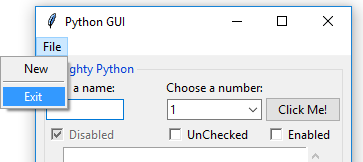 Python GUI
File
New
Exit
ghty Python
a name:
Choose a number:
1
Click Me!
Disabled
UnChecked
Enabled